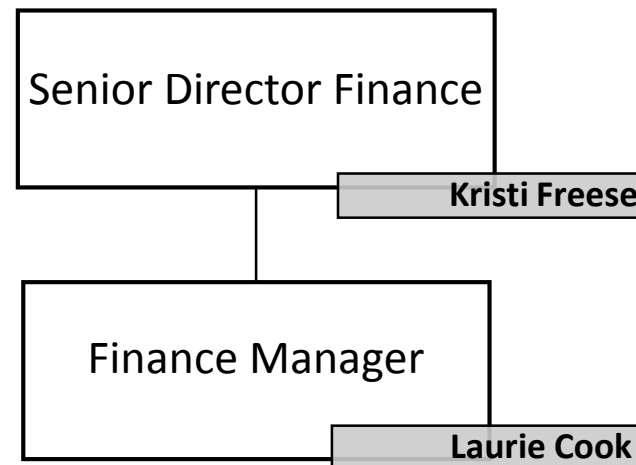 Senior Director Finance
Kristi Freese
Finance Manager
Laurie Cook